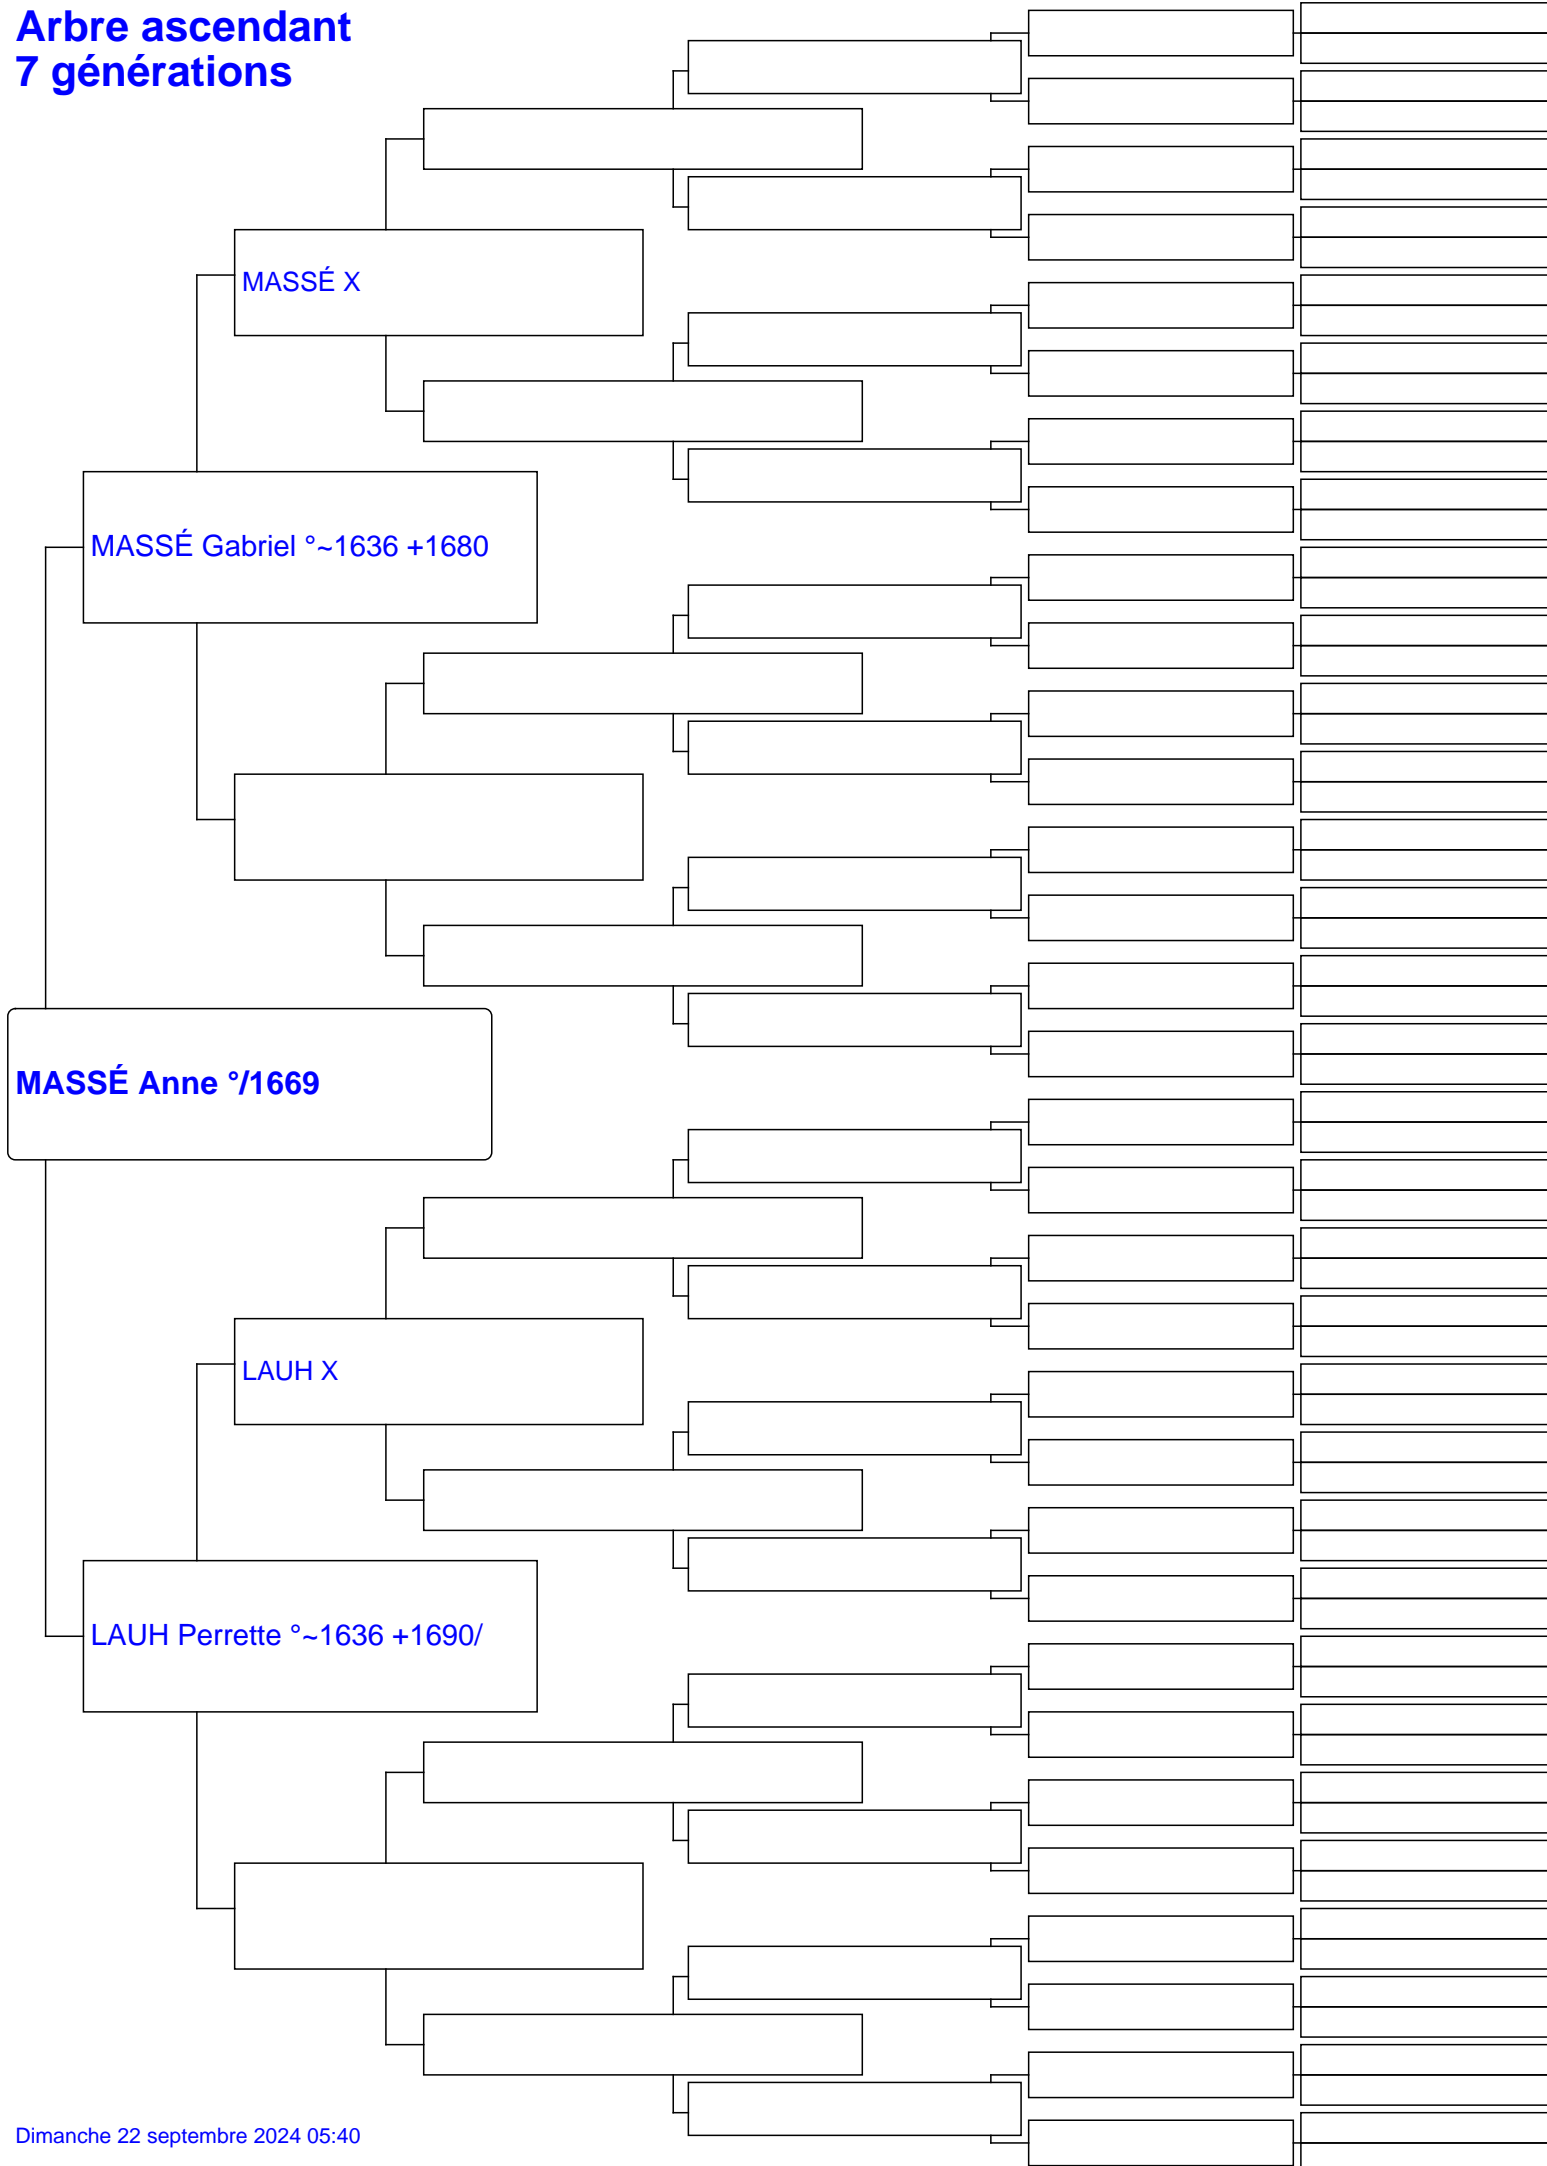 Arbre ascendant
7 générations
MASSÉ X
MASSÉ Gabriel °~1636 +1680
MASSÉ Anne °/1669
LAUH X
LAUH Perrette °~1636 +1690/
Dimanche 22 septembre 2024 05:40